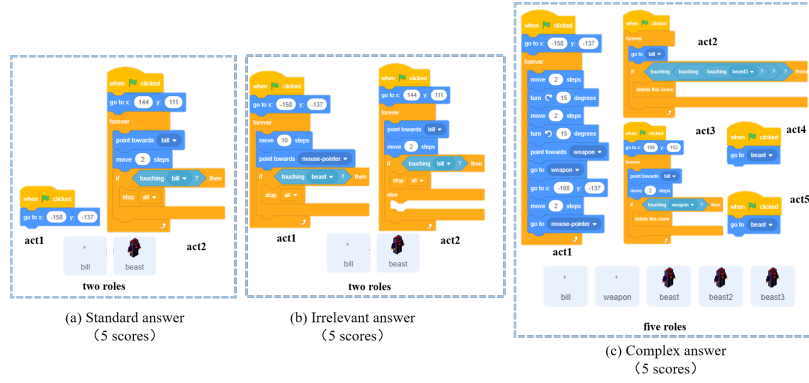 when clicked
go to x: -158 y: -137
act1
when clicked
go to x: 144 y: 111
forever
point towards bill
move 2 steps
if touching bill ? then
stop all
act2
bill
beast
two roles
(a) Standard answer
(5 scores)
when clicked
go to x: -158 y: -137
forever
move 10 steps
point towards mouse-pointer
if touching beast ? then
stop all
act1
when clicked
go to x: 144 y: 111
forever
point towards bill
move 2 steps
if touching bill ? then
stop all
else
act2
bill
beast
two roles
(b) Irrelevant answer
(5 scores)
when clicked
go to x: -158 y: -137
forever
move 2 steps
turn 15 degrees
move 2 steps
turn 15 degrees
point towards weapon
go to weapon
go to x: -108 y: -137
move 2 steps
go to mouse-pointer
act1
when clicked
forever
go to bill
if touching touching touching beast3 ? ? ? then
delete this clone
act2
act3
when clicked
go to x: 189 y: 152
forever
point towards bill
move 2 steps
if touching weapon ? then
delete this clone
act4
when clicked
go to beast
act5
when clicked
go to beast
bill
weapon
beast
beast2
beast3
five roles
(c) Complex answer
(5 scores)